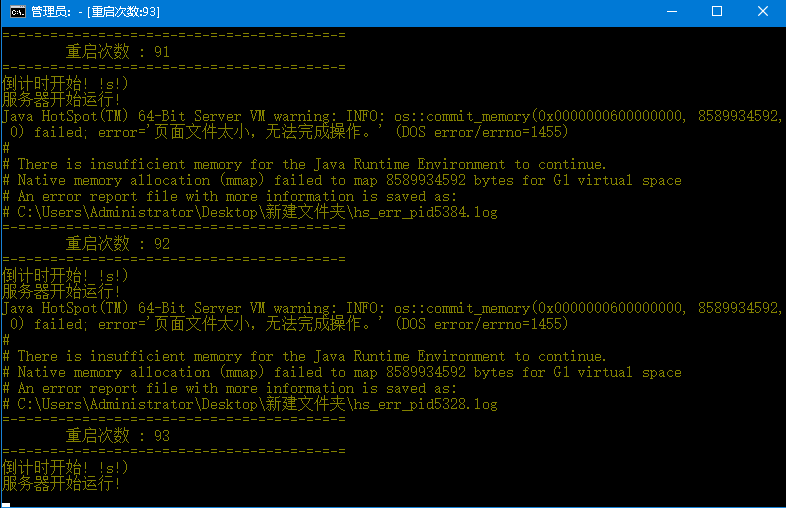 管理员: - [重启次数:93]
=-=-=-=-=-=-=-=-=-=-=-=-=-=-=-=-=-=-=-=-=-=
重启次数 : 91
=-=-=-=-=-=-=-=-=-=-=-=-=-=-=-=-=-=-=-=-=-=
倒计时开始! !s!)
服务器开始运行!
Java HotSpot(TM) 64-Bit Server VM warning: INFO: os::commit_memory(0x0000000600000000, 8589934592,
0) failed; error='页面文件太小，无法完成操作。' (DOS error/errno=1455)
#
# There is insufficient memory for the Java Runtime Environment to continue.
# Native memory allocation (mmap) failed to map 8589934592 bytes for G1 virtual space
# An error report file with more information is saved as:
# C:\Users\Administrator\Desktop\新建文件夹\hs_err_pid5384.log
=-=-=-=-=-=-=-=-=-=-=-=-=-=-=-=-=-=-=-=-=-=
重启次数 : 92
=-=-=-=-=-=-=-=-=-=-=-=-=-=-=-=-=-=-=-=-=-=
倒计时开始! !s!)
服务器开始运行!
Java HotSpot(TM) 64-Bit Server VM warning: INFO: os::commit_memory(0x0000000600000000, 8589934592,
0) failed; error='页面文件太小，无法完成操作。' (DOS error/errno=1455)
#
# There is insufficient memory for the Java Runtime Environment to continue.
# Native memory allocation (mmap) failed to map 8589934592 bytes for G1 virtual space
# An error report file with more information is saved as:
# C:\Users\Administrator\Desktop\新建文件夹\hs_err_pid5328.log
=-=-=-=-=-=-=-=-=-=-=-=-=-=-=-=-=-=-=-=-=-=
重启次数 : 93
=-=-=-=-=-=-=-=-=-=-=-=-=-=-=-=-=-=-=-=-=-=
倒计时开始! !s!)
服务器开始运行!